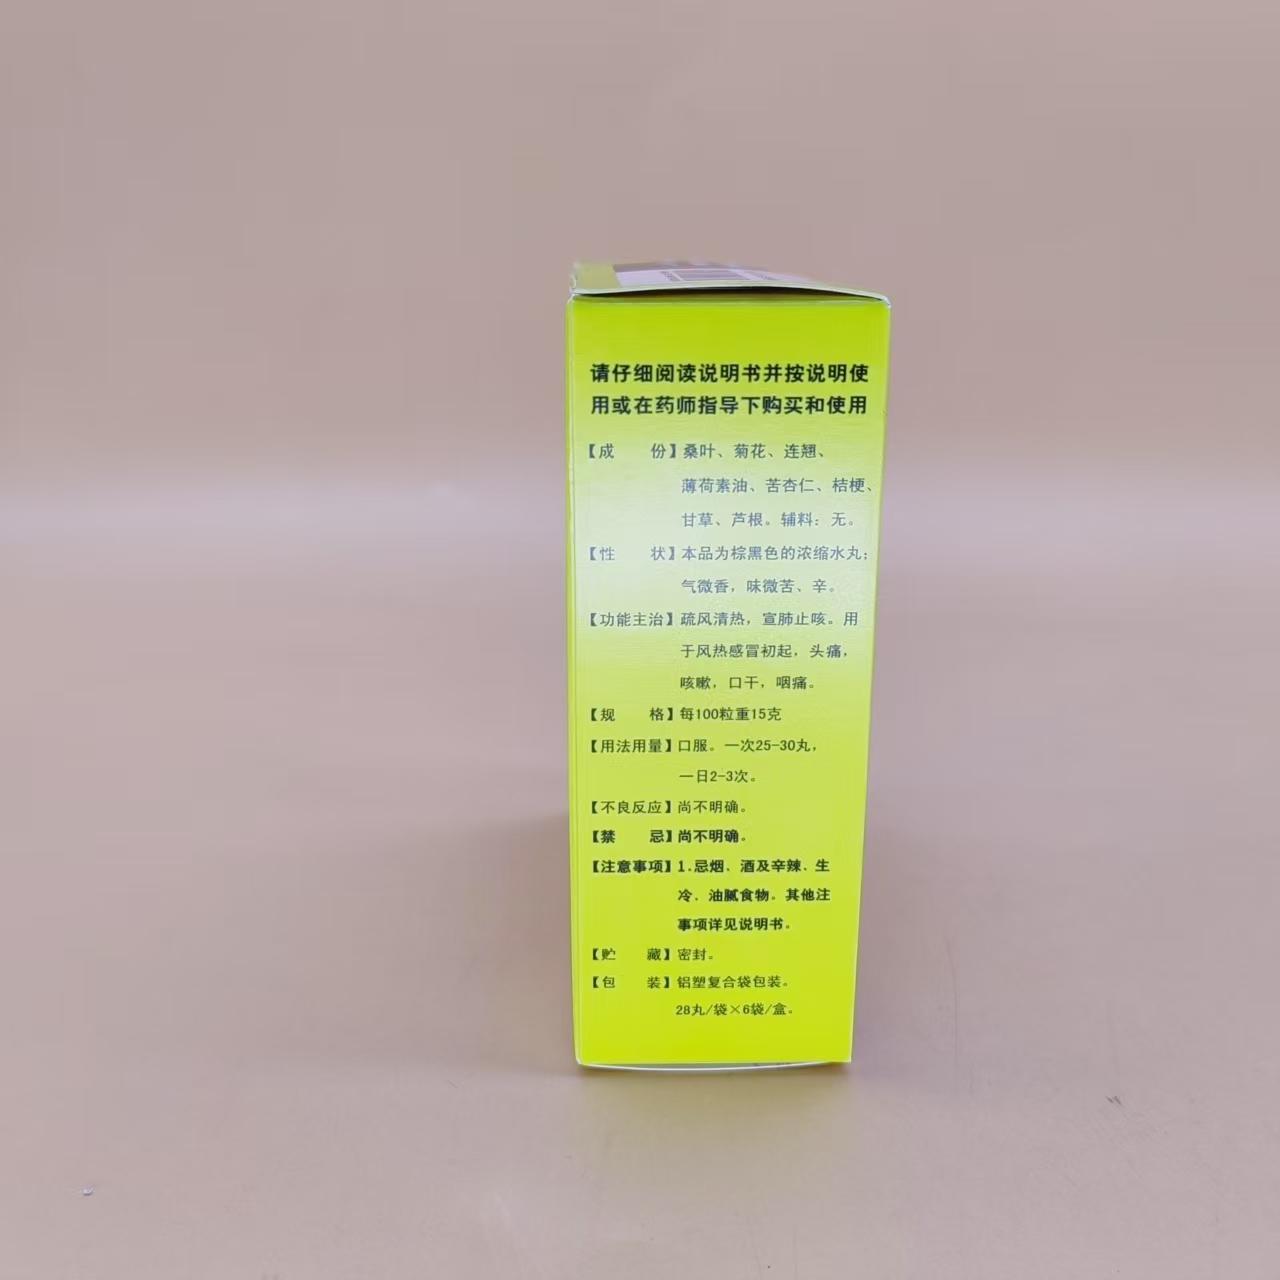 请仔细阅读说明书并按说明使
用或在药师指导下购买和使用
【成 份】桑叶、菊花、连翘、
薄荷素油、苦杏仁、桔梗、
甘草、芦根。辅料：无。
【性 状】本品为棕黑色的浓缩水丸；
气微香，味微苦、辛。
【功能主治】疏风清热，宣肺止咳。用
于风热感冒初起，头痛，
咳嗽，口干，咽痛。
【规 格】每100粒重15克
【用法用量】口服。一次25-30丸，
一日2-3次。
【不良反应】尚不明确。
【禁 忌】尚不明确。
【注意事项】1.忌烟、酒及辛辣、生
冷、油腻食物。其他注
事项详见说明书。
【贮 藏】密封。
【包 装】铝塑复合袋包装。
28丸/袋×6袋/盒。